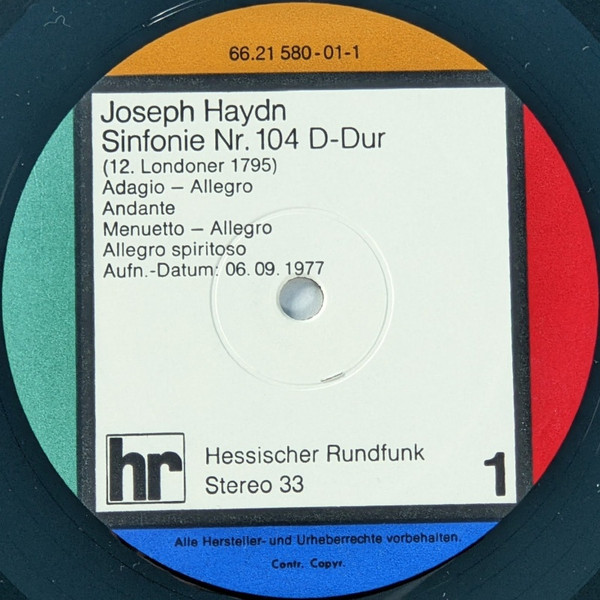 66.21 580-01-1
Joseph Haydn
Sinfonie Nr. 104 D-Dur
(12. Londoner 1795)
Adagio – Allegro
Andante
Menuetto – Allegro
Allegro spiritoso
Aufn.-Datum: 06.09.1977
hr
Hessischer Rundfunk
Stereo 33
1
Alle Hersteller- und Urheberrechte vorbehalten.
Contr. Copyr.